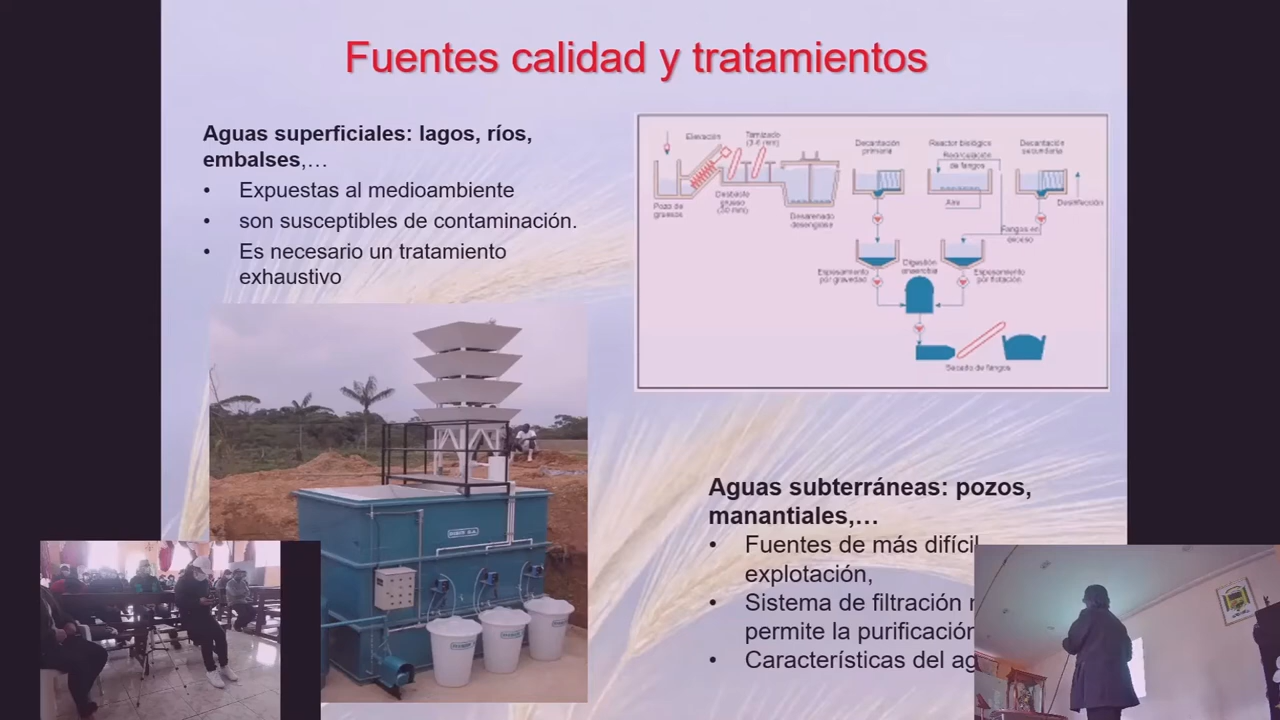 Fuentes calidad y tratamientos
Aguas superficiales: lagos, ríos,
embalses,…
• Expuestas al medioambiente
• son susceptibles de contaminación.
• Es necesario un tratamiento
exhaustivo
Elevación
Tamizado
(3-6 mm)
Decantación
primaria
Reactor biológico
Recirculación
de fangos
Decantación
secundaria
Pozo de
gruesos
Desbaste
grueso
Desarenado
desengrase
Aire
Desinfección
Fangos en
exceso
Espesamiento
por gravedad
Digestión
anaerobia
Espesamiento
por flotación
Secado de fangos
Aguas subterráneas: pozos,
manantiales,…
• Fuentes de más difícil
explotación,
• Sistema de filtración
permite la purificación
• Características del